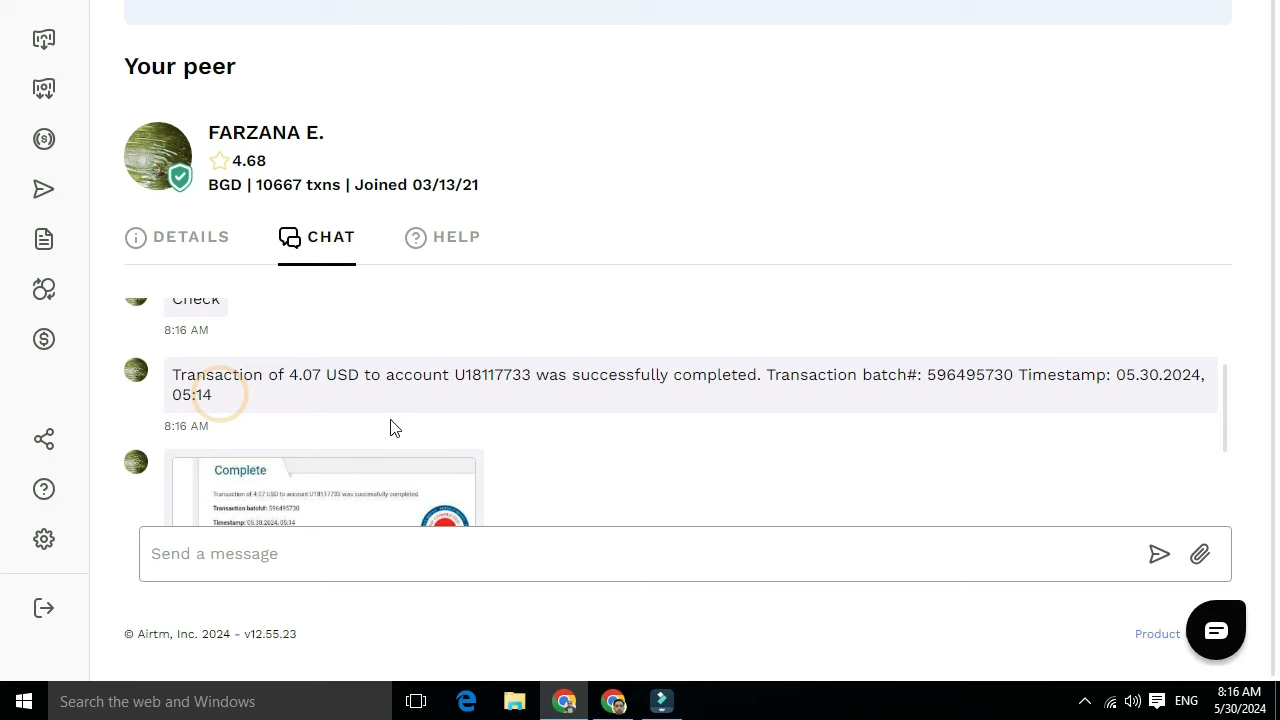 Your peer
FARZANA E.
4.68
BGD | 10667 txns | Joined 03/13/21
DETAILS
CHAT
HELP
Check
8:16 AM
Transaction of 4.07 USD to account U18117733 was successfully completed. Transaction batch#: 596495730 Timestamp: 05.30.2024,
05:14
8:16 AM
Complete
Transaction of 4.07 USD to account U18117733 was successfully completed.
Transaction batch#: 596495730
Timestamp: 05.30.2024, 05:14
Send a message
© Airtm, Inc. 2024 - v12.55.23
Product
Search the web and Windows
ENG
8:16 AM
5/30/2024